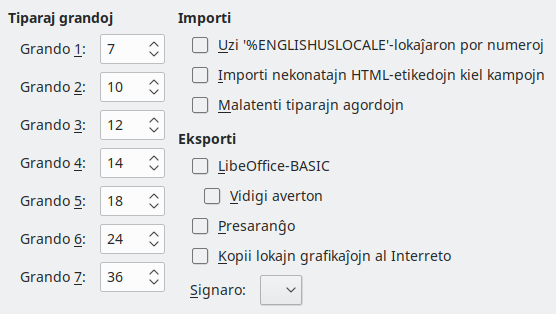 Tiparaj grandoj
Grando 1: 7
Grando 2: 10
Grando 3: 12
Grando 4: 14
Grando 5: 18
Grando 6: 24
Grando 7: 36
Importi
Uzi '%ENGLISHUSLOCALE'-lokaĵaron por numeroj
Importi nekonatajn HTML-etikedojn kiel kampojn
Malatenti tiparajn agordojn
Eksporti
LibeOffice-BASIC
Vidigi averton
Presaranĝo
Kopii lokajn grafikaĵojn al Interreto
Signaro: